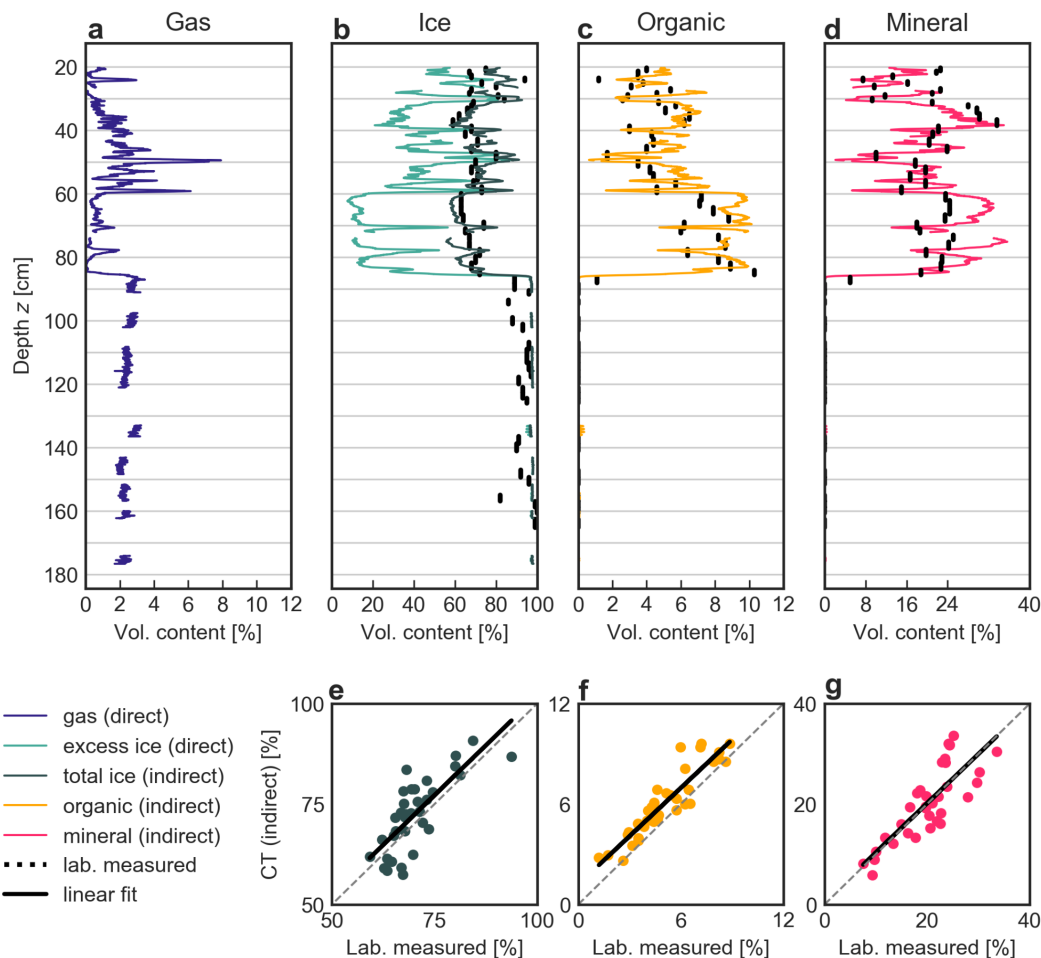 a Gas b Ice c Organic d Mineral
20
40
60
80
100
120
140
160
180
Depth z [cm]
0 2 4 6 8 10 12
0 20 40 60 80 100
0 2 4 6 8 10 12
0 8 16 24 40
Vol. content [%] Vol. content [%] Vol. content [%] Vol. content [%]
gas (direct)
excess ice (direct)
total ice (indirect)
organic (indirect)
mineral (indirect)
lab. measured
linear fit
e
100
75
50
CT (indirect) [%]
50 75 100
Lab. measured [%]
f
12
6
0
0 6 12
Lab. measured [%]
g
40
20
0
0 20 40
Lab. measured [%]